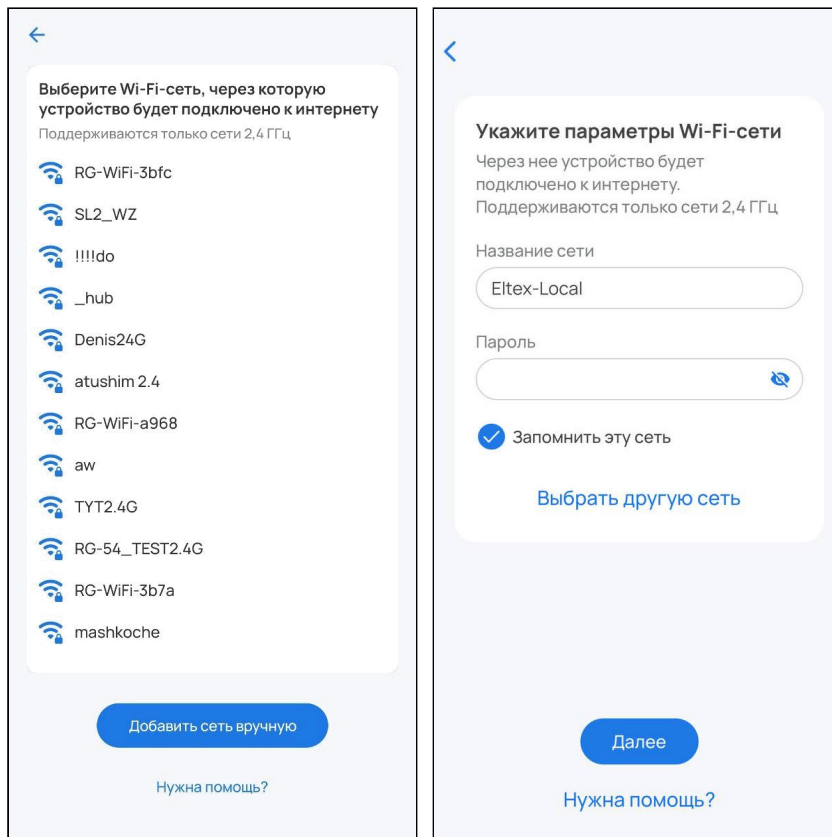 Выберите Wi-Fi-сеть, через которую
устройство будет подключено к интернету
Поддерживаются только сети 2,4 ГГц
RG-WiFi-3bfc
SL2_WZ
!!!!do
_hub
Denis24G
atushim 2.4
RG-WiFi-a968
aw
TYT2.4G
RG-54_TEST2.4G
RG-WiFi-3b7a
mashkoche
Добавить сеть вручную
Нужна помощь?
Укажите параметры Wi-Fi-сети
Через нее устройство будет
подключено к интернету.
Поддерживаются только сети 2,4 ГГц
Название сети
Eltex-Local
Пароль
Запомнить эту сеть
Выбрать другую сеть
Далее
Нужна помощь?